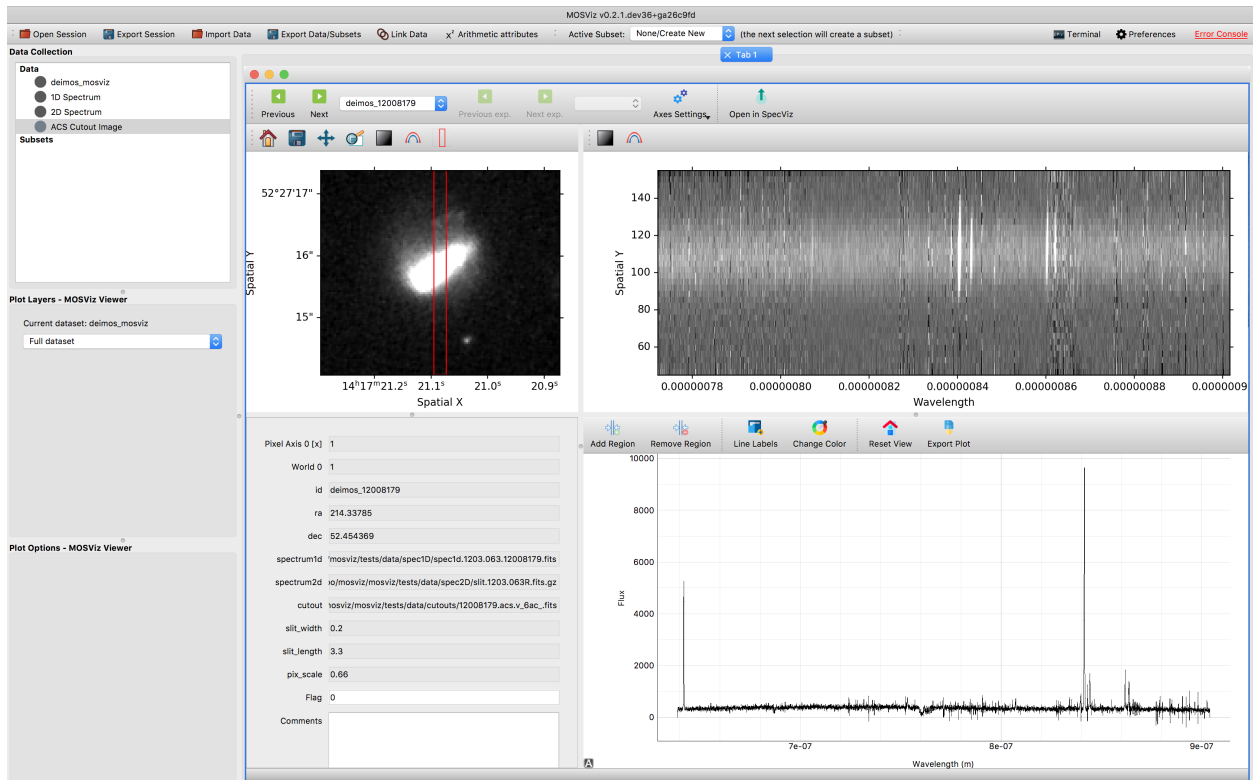 MOSViz v0.2.1.dev36+ga26c9fd
Open Session Export Session Import Data Export Data/Subsets Link Data x² Arithmetic attributes Active Subset: None/Create New (the next selection will create a subset) Terminal Preferences Error Console
Data Collection
Data
deimos_mosviz
1D Spectrum
2D Spectrum
ACS Cutout Image
Subsets
Plot Layers - MOSViz Viewer
Current dataset: deimos_mosviz
Full dataset
Plot Options - MOSViz Viewer
× Tab 1
Previous Next deimos_12008179 Previous exp. Next exp. Axes Settings Open in SpecViz
52°27'17"
16"
15"
Spatial Y
14ʰ17ᵐ21.2ˢ 21.1ˢ 21.0ˢ 20.9ˢ
Spatial X
140
120
100
80
60
Spatial Y
0.00000078 0.00000080 0.00000082 0.00000084 0.00000086 0.00000088 0.0000009
Wavelength
Pixel Axis 0 [x] 1
World 0 1
id deimos_12008179
ra 214.33785
dec 52.454369
spectrum1d 'mosviz/tests/data/spec1D/spec1d.1203.063.12008179.fits
spectrum2d o/mosviz/mosviz/tests/data/spec2D/slit.1203.063R.fits.gz
cutout osviz/mosviz/tests/data/cutouts/12008179.acs.v_6ac_.fits
slit_width 0.2
slit_length 3.3
pix_scale 0.66
Flag 0
Comments
Add Region Remove Region Line Labels Change Color Reset View Export Plot
10000
8000
6000
4000
2000
0
Flux
7e-07 8e-07 9e-07
Wavelength (m)
A